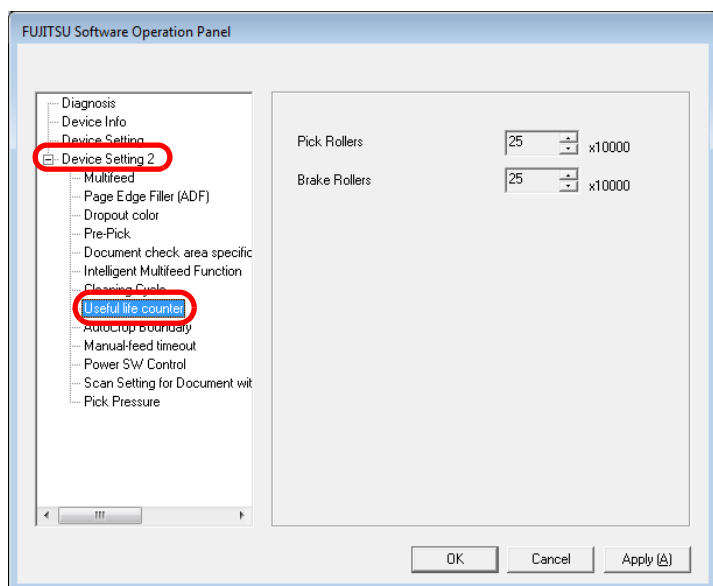 FUJITSU Software Operation Panel
Diagnosis
Device Info
Device Setting
Device Setting 2
Multifeed
Page Edge Filler (ADF)
Dropout color
Pre-Pick
Document check area specific
Intelligent Multifeed Function
Cleaning Cycle
Useful life counter
AutoCrop Boundary
Manual-feed timeout
Power SW Control
Scan Setting for Document wit
Pick Pressure
Pick Rollers 25 x10000
Brake Rollers 25 x10000
OK Cancel Apply (A)